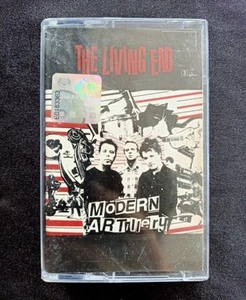 THE LIVING END
MODERN
ARTillery